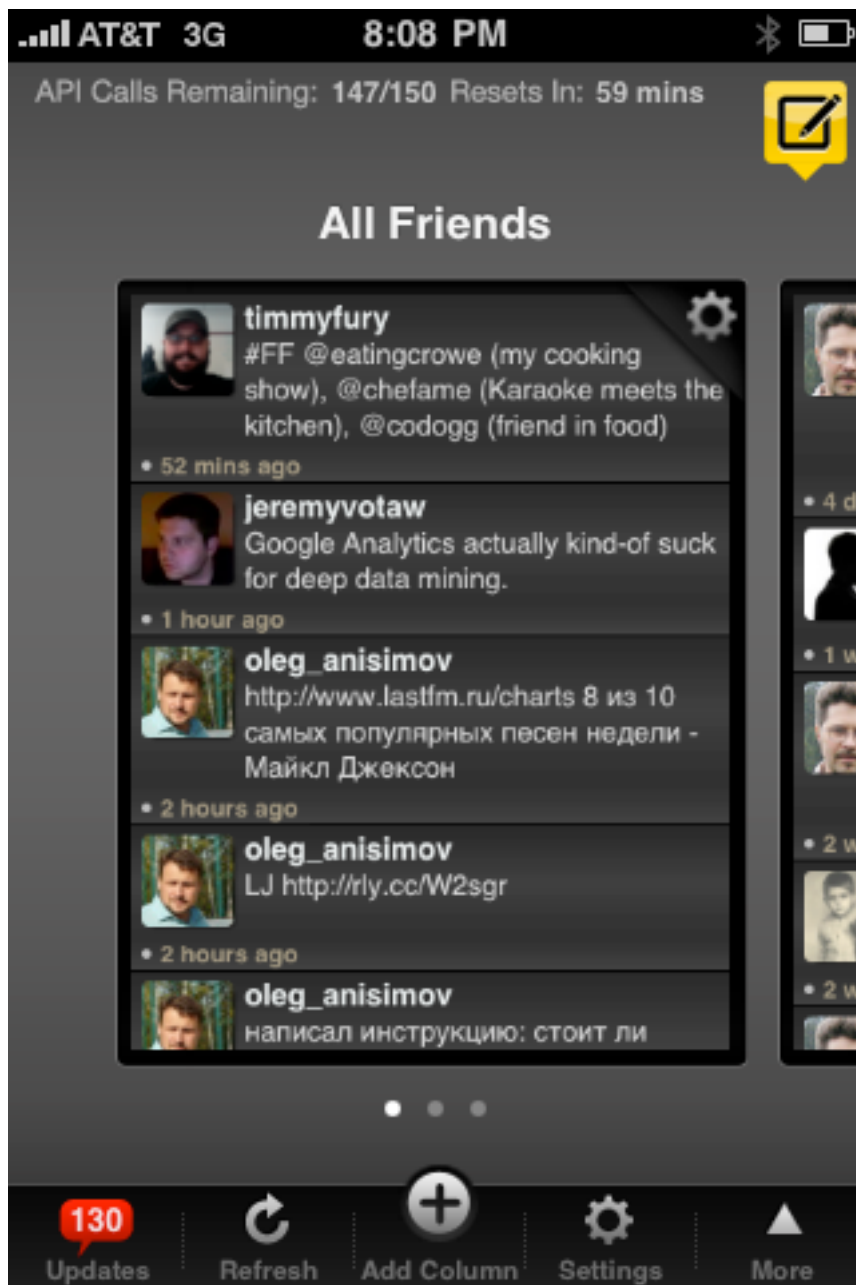 AT&T 3G 8:08 PM
API Calls Remaining: 147/150 Resets In: 59 mins
All Friends
timmyfury
#FF @eatingcrowe (my cooking
show), @chefame (Karaoke meets the
kitchen), @codogg (friend in food)
• 52 mins ago
jeremyvotaw
Google Analytics actually kind-of suck
for deep data mining.
• 1 hour ago
oleg_anisimov
http://www.lastfm.ru/charts 8 из 10
самых популярных песен недели -
Майкл Джексон
• 2 hours ago
oleg_anisimov
LJ http://rly.cc/W2sgr
• 2 hours ago
oleg_anisimov
написал инструкцию: стоит ли
• 4 d
• 1 w
• 2 w
• 2 w
130
Updates Refresh Add Column Settings More